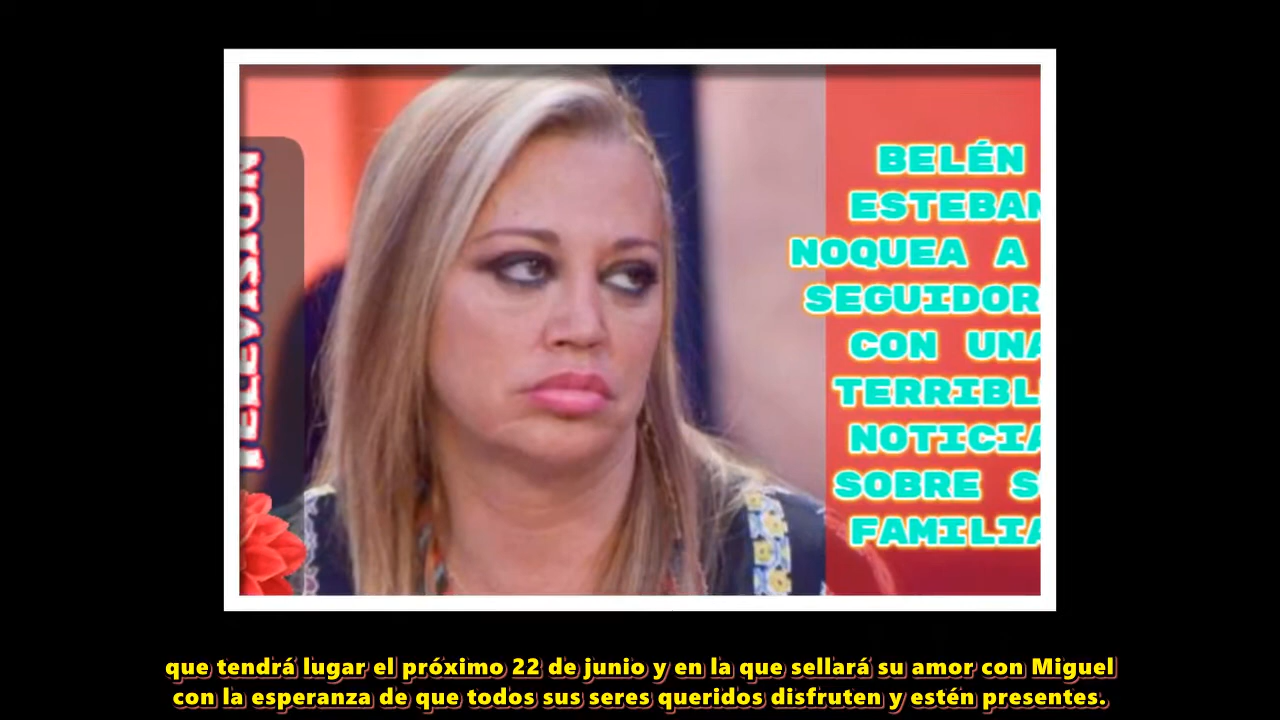 TELEVISIÓN
BELÉN
ESTEBAN
NOQUEA A
SEGUIDOR
CON UNA
TERRIBL
NOTICIA
SOBRE S
FAMILIA
que tendrá lugar el próximo 22 de junio y en la que sellará su amor con Miguel
con la esperanza de que todos sus seres queridos disfruten y estén presentes.